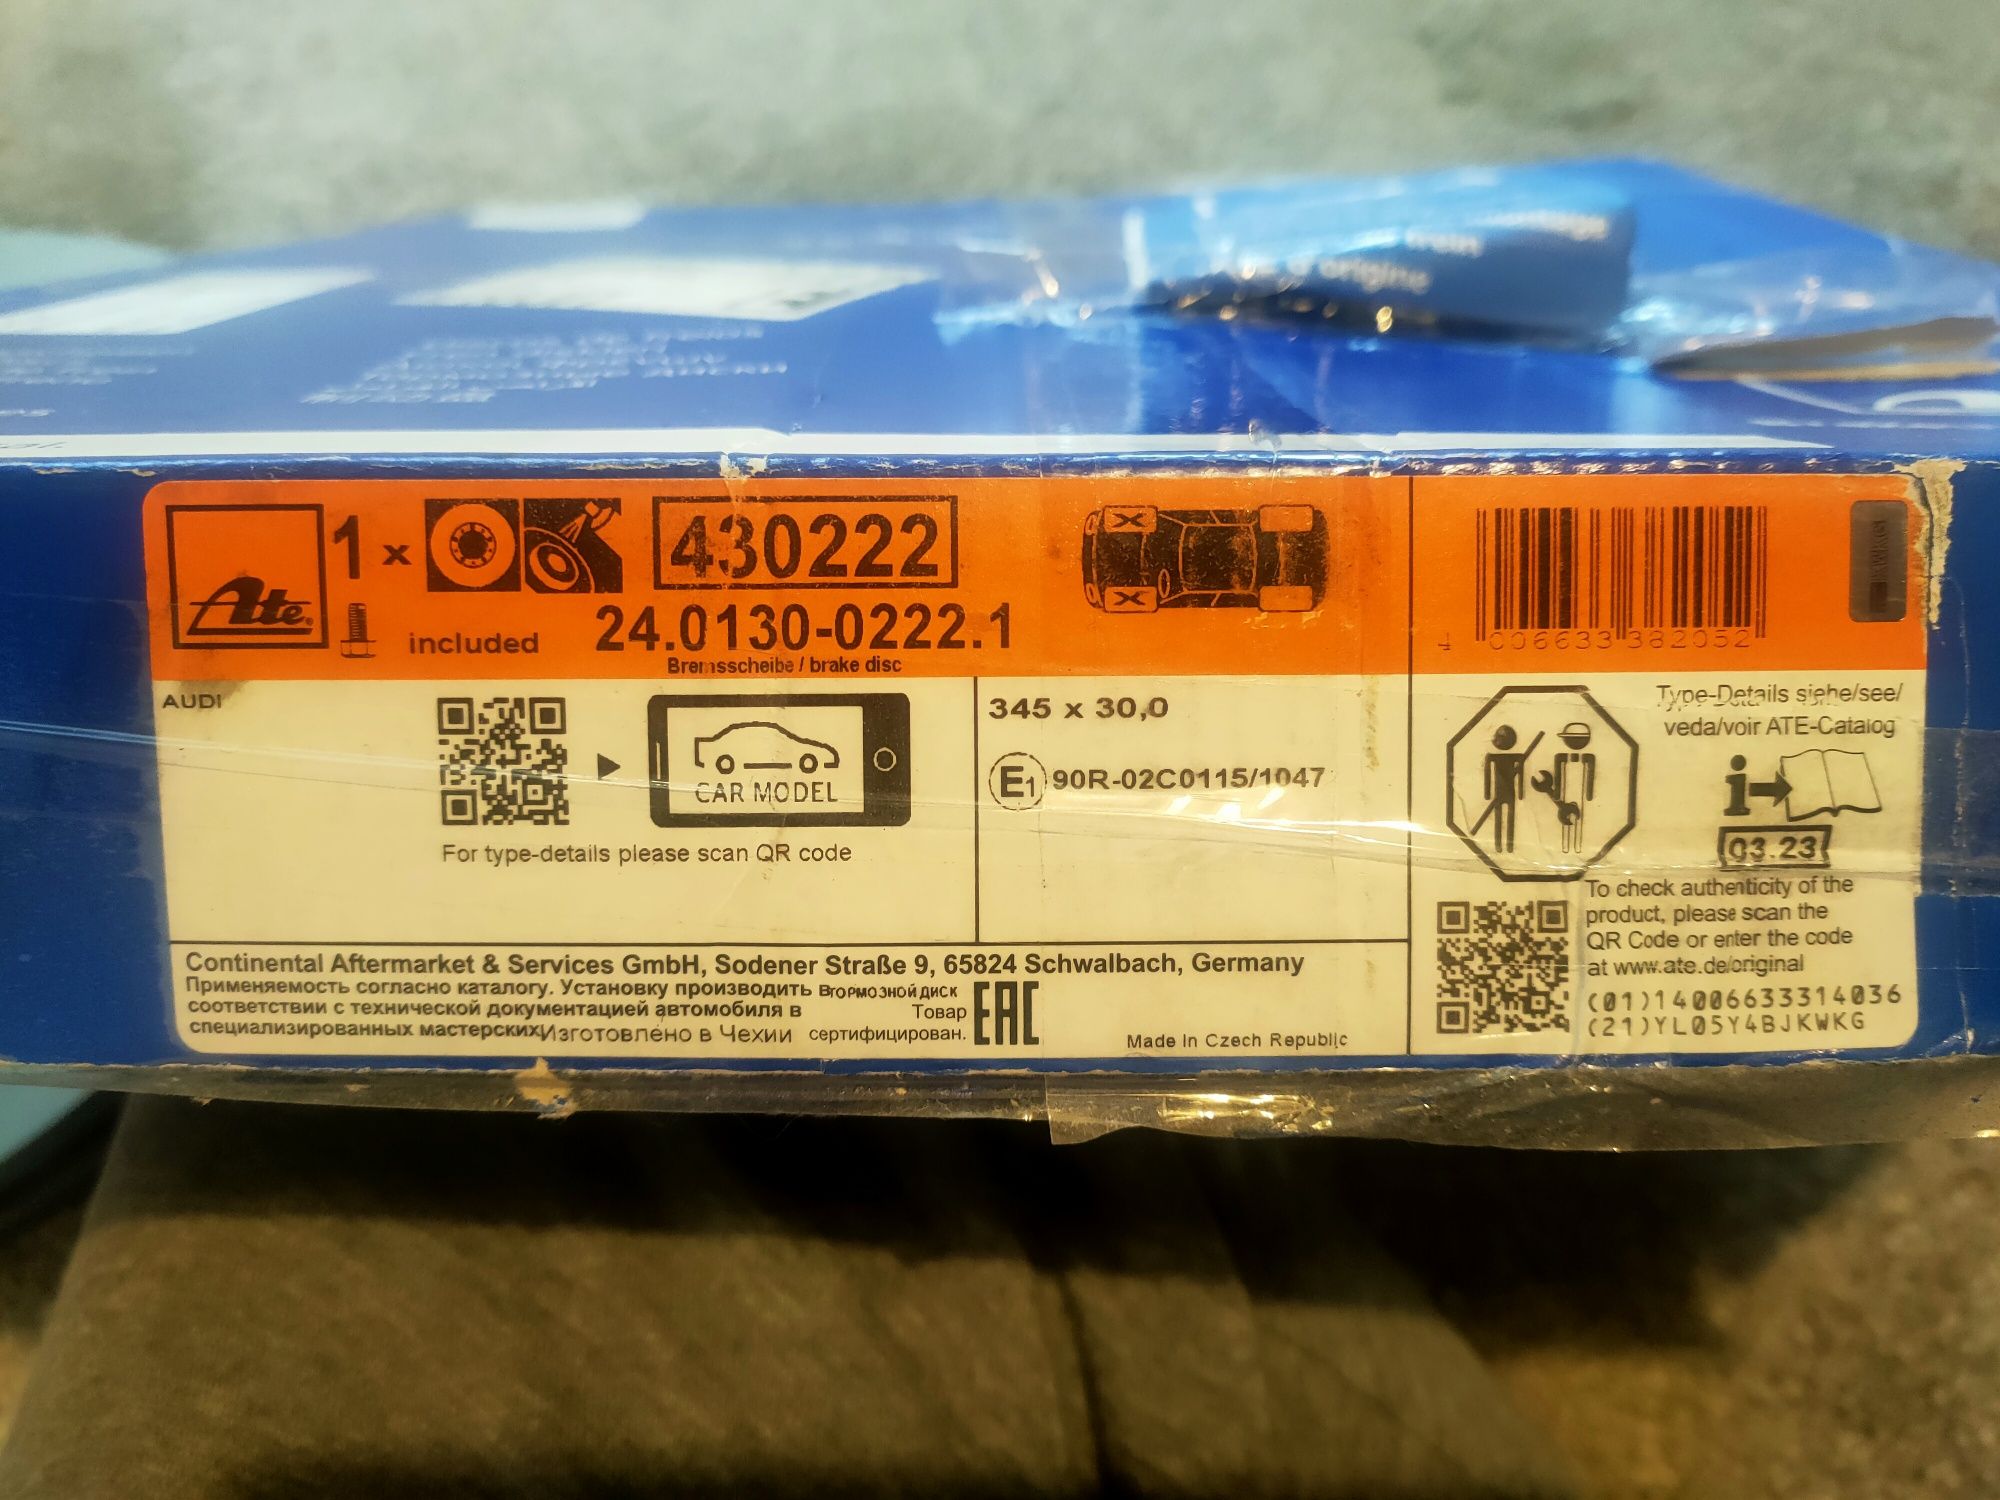 d'origine
Ate
1 x
430222
included
24.0130-0222.1
Bremsscheibe / brake disc
4 006633 382052
AUDI
CAR MODEL
For type-details please scan QR code
345 x 30,0
E1 90R-02C0115/1047
Type-Details siehe/see/
veda/voir ATE-Catalog
03.23
To check authenticity of the
product, please scan the
QR Code or enter the code
at www.ate.de/original
(01)14006633314036
(21)YL05Y4BJKWKG
Continental Aftermarket & Services GmbH, Sodener Straße 9, 65824 Schwalbach, Germany
Применяемость согласно каталогу. Установку производить в
соответствии с технической документацией автомобиля в
специализированных мастерских
Изготовлено в Чехии
тормозной диск
Товар
сертифицирован.
EAC
Made In Czech Republic